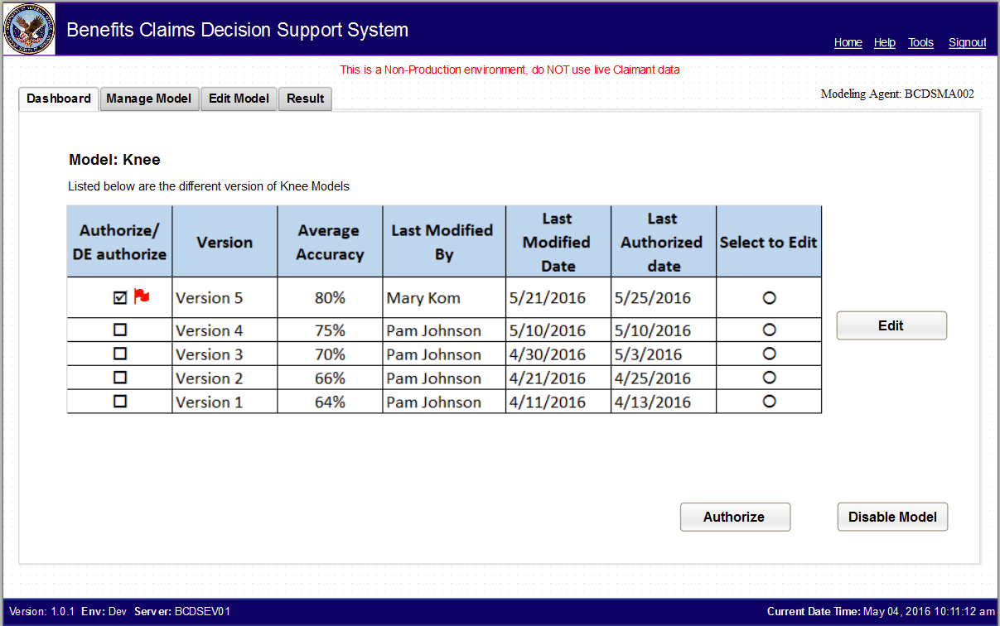 Benefits Claims Decision Support System
Home Help Tools Signout
This is a Non-Production environment, do NOT use live Claimant data
Dashboard Manage Model Edit Model Result
Modeling Agent: BCDSMA002
Model: Knee
Listed below are the different version of Knee Models
Authorize/ DE authorize Version Average Accuracy Last Modified By Last Modified Date Last Authorized date Select to Edit
Version 5 80% Mary Kom 5/21/2016 5/25/2016
Version 4 75% Pam Johnson 5/10/2016 5/10/2016
Version 3 70% Pam Johnson 4/30/2016 5/3/2016
Version 2 66% Pam Johnson 4/21/2016 4/25/2016
Version 1 64% Pam Johnson 4/11/2016 4/13/2016
Edit
Authorize Disable Model
Version: 1.0.1 Env: Dev Server: BCDSEV01
Current Date Time: May 04, 2016 10:11:12 am